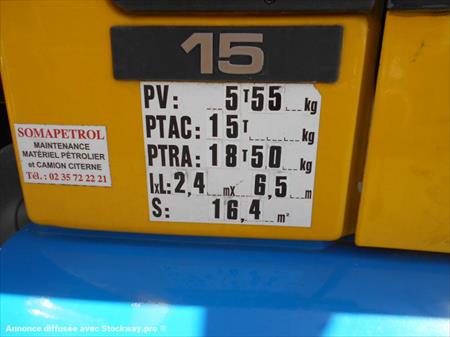 15
PV: 5T55 kg
PTAC: 15T kg
PTRA: 18T50 kg
lxL: 2,4 mX 6,5 m
S: 16,4 m²
SOMAPETROL
MAINTENANCE
MATÉRIEL PÉTROLIER
et CAMION CITERNE
Tél. : 02 35 72 22 21
Annonce diffusée avec Stockway.pro ®